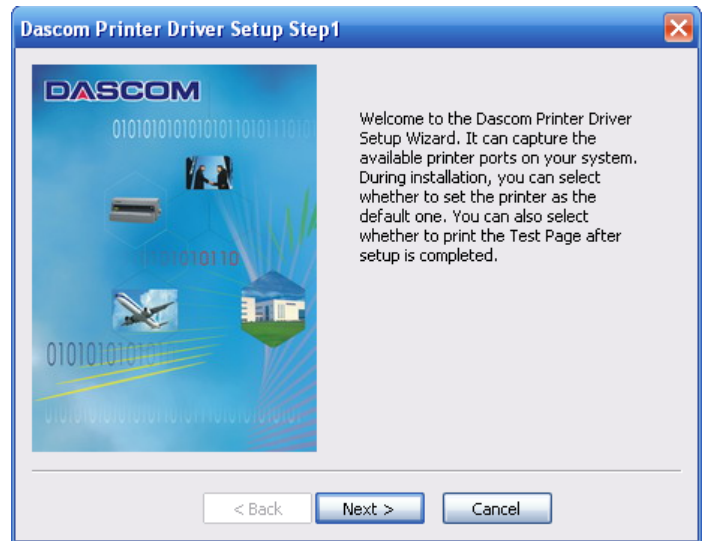 Dascom Printer Driver Setup Step1
DASCOM
Welcome to the Dascom Printer Driver
Setup Wizard. It can capture the
available printer ports on your system.
During installation, you can select
whether to set the printer as the
default one. You can also select
whether to print the Test Page after
setup is completed.
< Back
Next >
Cancel